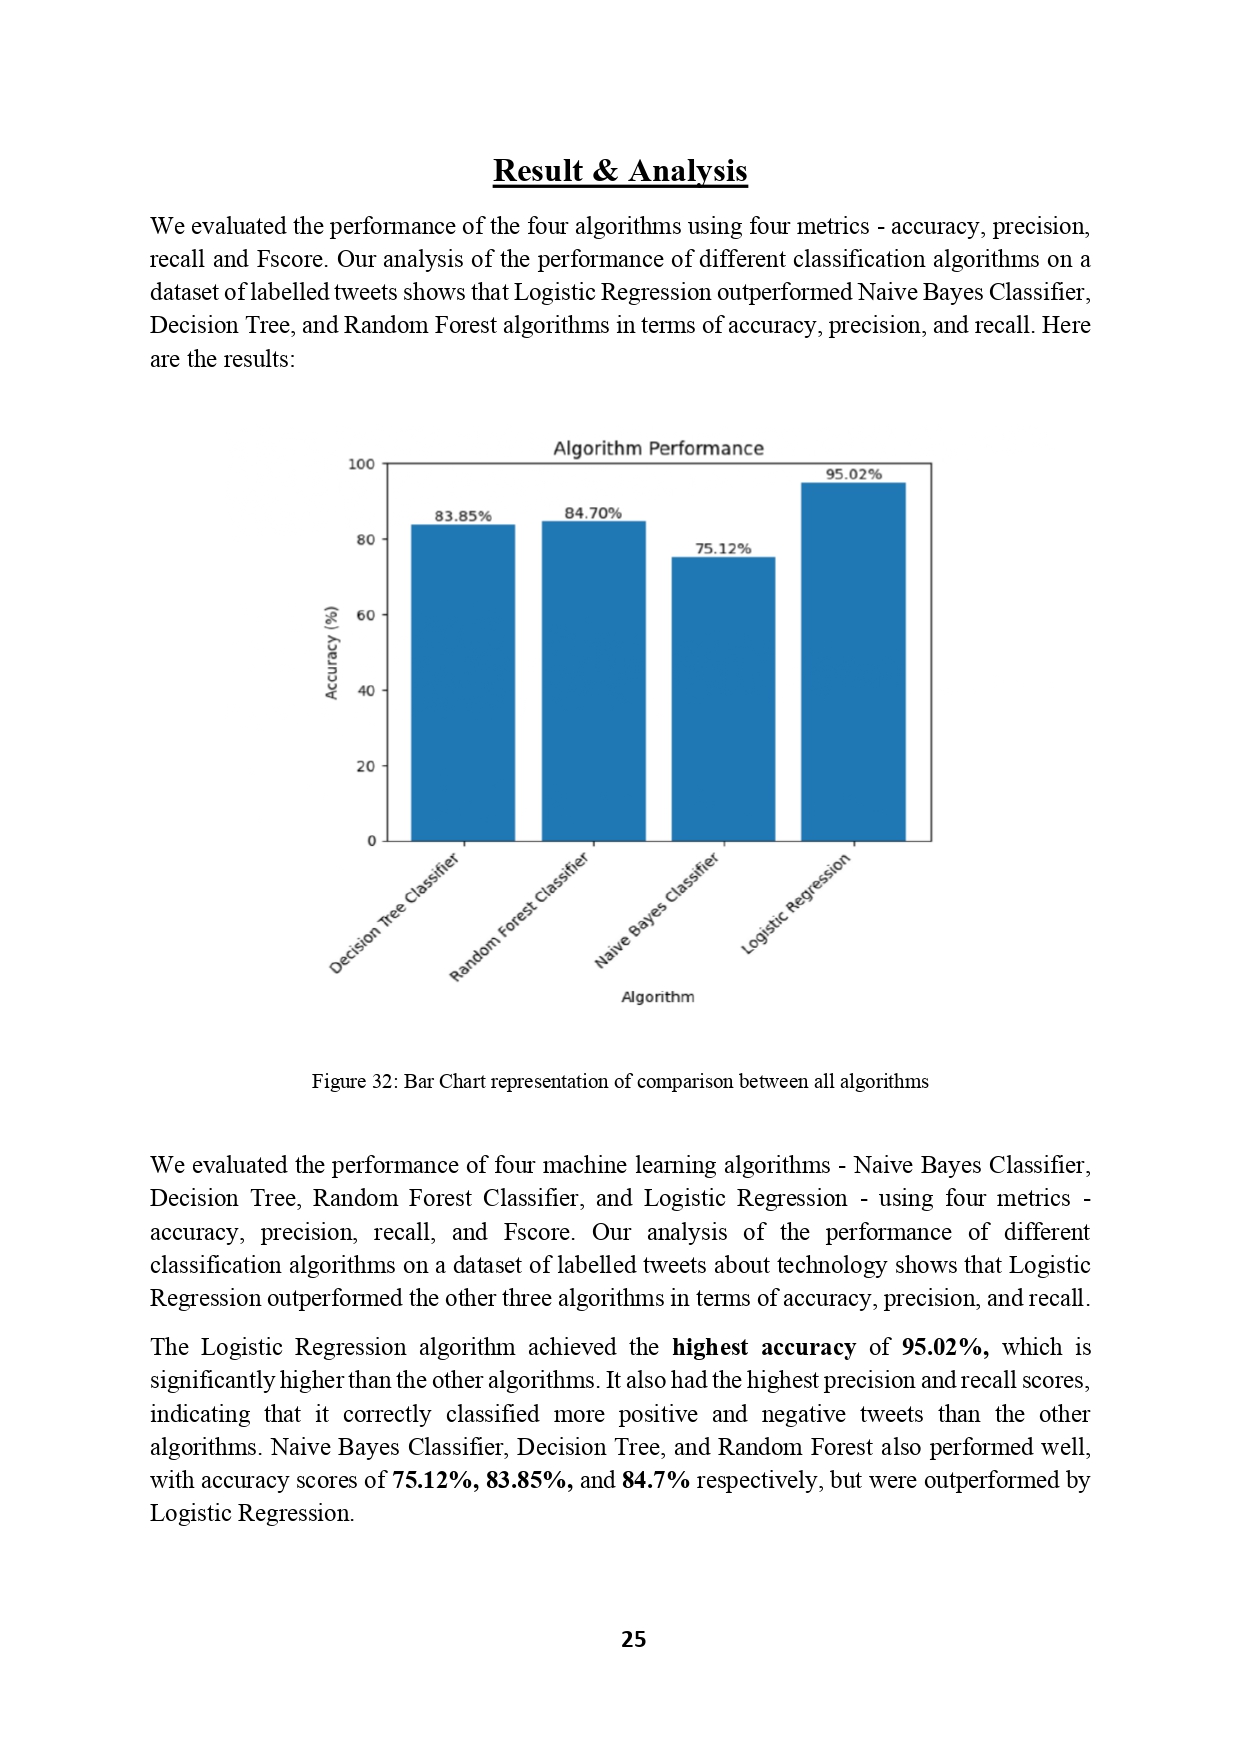 Result & Analysis
We evaluated the performance of the four algorithms using four metrics - accuracy, precision,
recall and Fscore. Our analysis of the performance of different classification algorithms on a
dataset of labelled tweets shows that Logistic Regression outperformed Naive Bayes Classifier,
Decision Tree, and Random Forest algorithms in terms of accuracy, precision, and recall. Here
are the results:
Algorithm Performance
100
80
60
40
20
0
Accuracy (%)
83.85%
84.70%
75.12%
95.02%
Decision Tree Classifier
Random Forest Classifier
Naive Bayes Classifier
Logistic Regression
Algorithm
Figure 32: Bar Chart representation of comparison between all algorithms
We evaluated the performance of four machine learning algorithms - Naive Bayes Classifier,
Decision Tree, Random Forest Classifier, and Logistic Regression - using four metrics -
accuracy, precision, recall, and Fscore. Our analysis of the performance of different
classification algorithms on a dataset of labelled tweets about technology shows that Logistic
Regression outperformed the other three algorithms in terms of accuracy, precision, and recall.
The Logistic Regression algorithm achieved the highest accuracy of 95.02%, which is
significantly higher than the other algorithms. It also had the highest precision and recall scores,
indicating that it correctly classified more positive and negative tweets than the other
algorithms. Naive Bayes Classifier, Decision Tree, and Random Forest also performed well,
with accuracy scores of 75.12%, 83.85%, and 84.7% respectively, but were outperformed by
Logistic Regression.
25